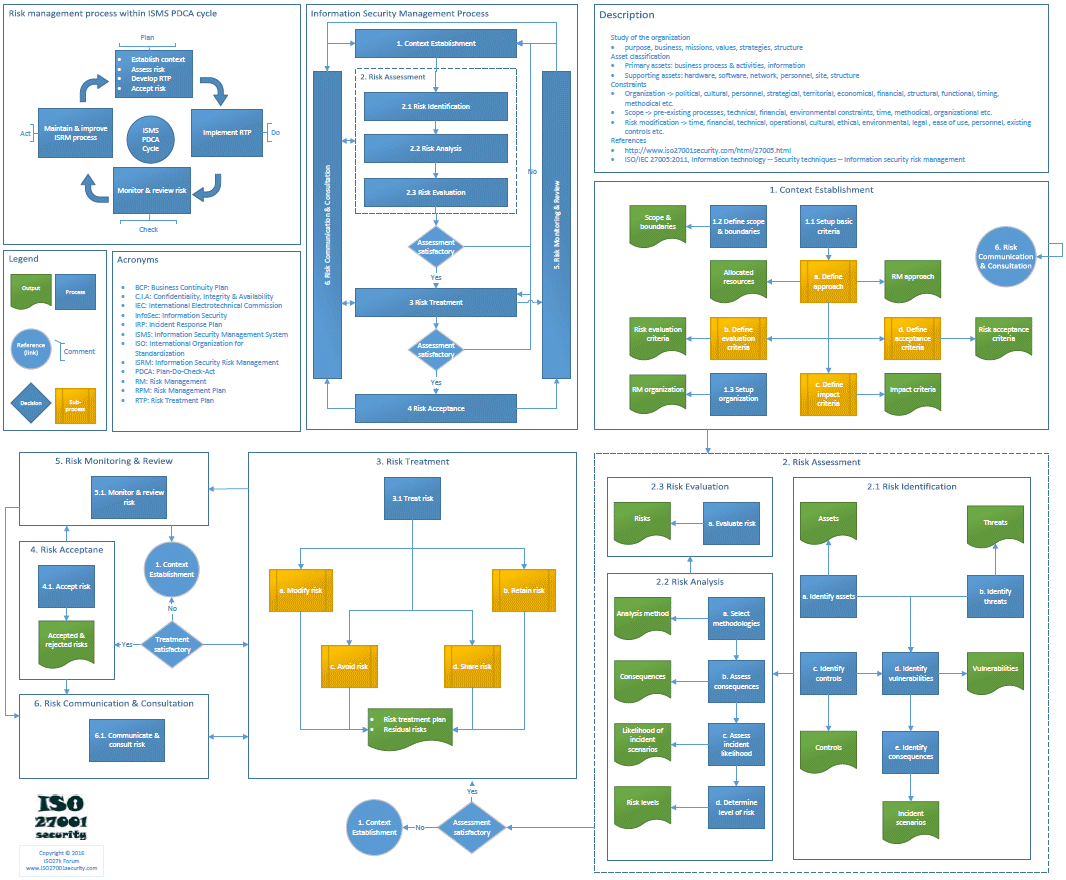 Risk management process within ISMS PDCA cycle
Plan
Establish context
Assess risk
Develop RTP
Accept risk
Act
Maintain & improve
ISRM process
ISMS
PDCA
Cycle
Implement RTP
Do
Monitor & review risk
Check
Legend
Output
Process
Reference
(link)
Comment
Decision
Sub-
process
Acronyms
BCP: Business Continuity Plan
C.I.A: Confidentiality, Integrity & Availability
IEC: International Electrotechnical Commission
InfoSec: Information Security
IRP: Incident Response Plan
ISMS: Information Security Management System
ISO: International Organization for
Standardization
ISRM: Information Security Risk Management
PDCA: Plan-Do-Check-Act
RM: Risk Management
RPM: Risk Management Plan
RTP: Risk Treatment Plan
Information Security Management Process
1. Context Establishment
2. Risk Assessment
2.1 Risk Identification
2.2 Risk Analysis
2.3 Risk Evaluation
No
6. Risk Communication & Consultation
5. Risk Monitoring & Review
Assessment
satisfactory
Yes
3 Risk Treatment
Assessment
satisfactory
Yes
4 Risk Acceptance
Description
Study of the organization
purpose, business, missions, values, strategies, structure
Asset classification
Primary assets: business process & activities, information
Supporting assets: hardware, software, network, personnel, site, structure
Constraints
Organization -> political, cultural, personnel, strategical, territorial, economical, financial, structural, functional, timing,
methodical etc.
Scope -> pre-existing processes, technical, financial, environmental constraints, time, methodical, organizational etc.
Risk modification -> time, financial, technical, operational, cultural, ethical, environmental, legal , ease of use, personnel, existing
controls etc.
References
http://www.iso27001security.com/html/27005.html
ISO/IEC 27005:2011, Information technology -- Security techniques -- Information security risk management
1. Context Establishment
Scope &
boundaries
1.2 Define scope
& boundaries
1.1 Setup basic
criteria
6. Risk
Communication
& Consultation
Allocated
resources
a. Define
approach
RM approach
Risk evaluation
criteria
b. Define
evaluation
criteria
d. Define
acceptance
criteria
Risk acceptance
criteria
RM organization
1.3 Setup
organization
c. Define
impact
criteria
Impact criteria
5. Risk Monitoring & Review
5.1. Monitor & review
risk
4. Risk Acceptane
4.1. Accept risk
Accepted &
rejected risks
1. Context
Establishment
No
Yes
Treatment
satisfactory
6. Risk Communication & Consultation
6.1. Communicate &
consult risk
3. Risk Treatment
3.1 Treat risk
a. Modify risk
b. Retain risk
c. Avoid risk
d. Share risk
Risk treatment plan
Residual risks
Yes
1. Context
Establishment
No
Assessment
satisfactory
2. Risk Assessment
2.3 Risk Evaluation
Risks
a. Evaluate risk
2.2 Risk Analysis
Analysis method
a. Select
methodologies
Consequences
b. Assess
consequences
Likelihood of
incident
scenarios
c. Assess
incident
likelihood
Risk levels
d. Determine
level of risk
2.1 Risk Identification
Assets
Threats
a. Identify assets
b. Identify
threats
c. Identify
controls
d. Identify
vulnerabilities
Vulnerabilities
Controls
e. Identify
consequences
Incident
scenarios
ISO
27001
security
Copyright © 2016
ISO27k Forum
www.ISO27001security.com